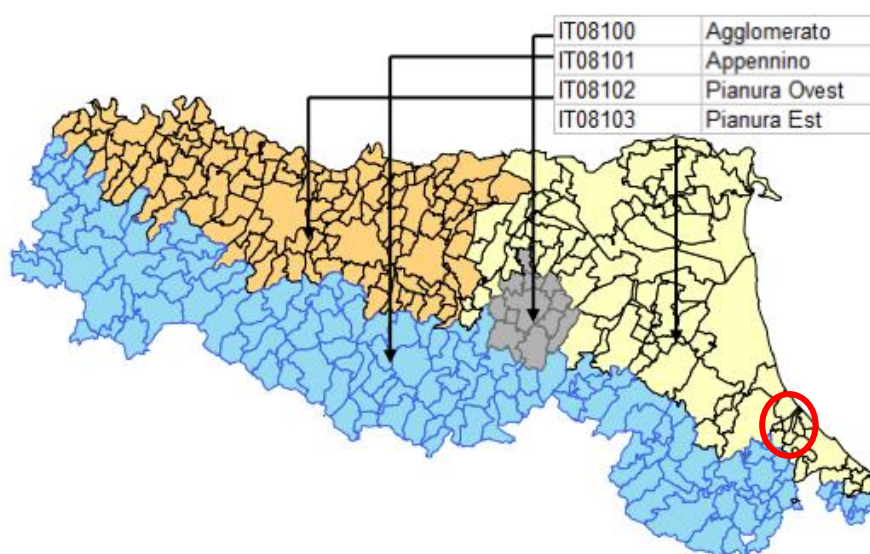 IT08100 Agglomerato
IT08101 Appennino
IT08102 Pianura Ovest
IT08103 Pianura Est